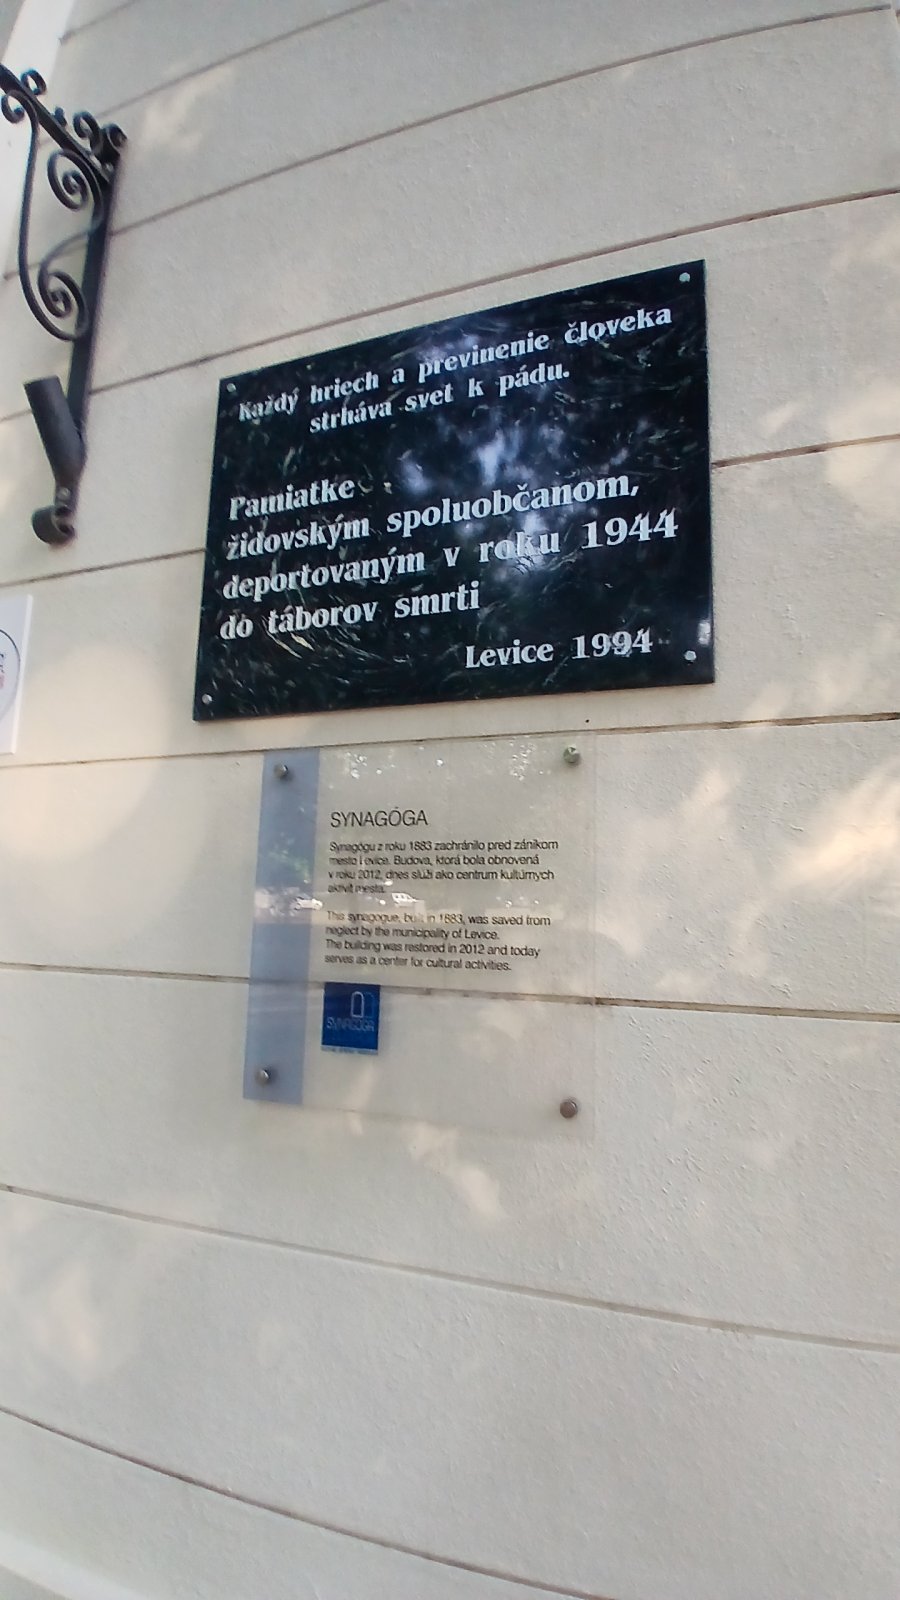 Každý hriech a previnenie človeka
strháva svet k pádu.
Pamiatke
židovským spoluobčanom,
deportovaným v roku 1944
do táborov smrti
Levice 1994
SYNAGÓGA
Synagógu z roku 1883 zachránilo pred zánikom
mesto Levice. Budova, ktorá bola obnovená
v roku 2012, dnes slúži ako centrum kultúrnych
aktivít mesta.
This synagogue, built in 1883, was saved from
neglect by the municipality of Levice.
The building was restored in 2012 and today
serves as a center for cultural activities.
SYNAGÓGA